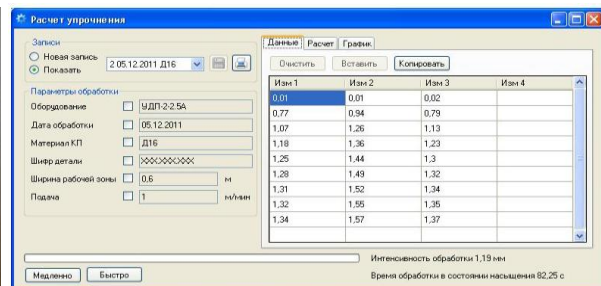 Расчет упрочнения
Записи
Новая запись
Показать
2 05.12.2011 Д16
Параметры обработки
Оборудование УДП-2-2.5А
Дата обработки 05.12.2011
Материал КП Д16
Шифр детали XXXXXXXXX
Ширина рабочей зоны 0,6 м
Подача 1 м/мин
Данные Расчет График
Очистить Вставить Копировать
Изм 1 Изм 2 Изм 3 Изм 4
0,01 0,01 0,02
0,77 0,94 0,79
1,07 1,26 1,13
1,18 1,36 1,23
1,25 1,44 1,3
1,28 1,49 1,32
1,31 1,52 1,34
1,32 1,55 1,35
1,34 1,57 1,37
Интенсивность обработки 1,19 мм
Медленно Быстро
Время обработки в состоянии насыщения 82,25 с